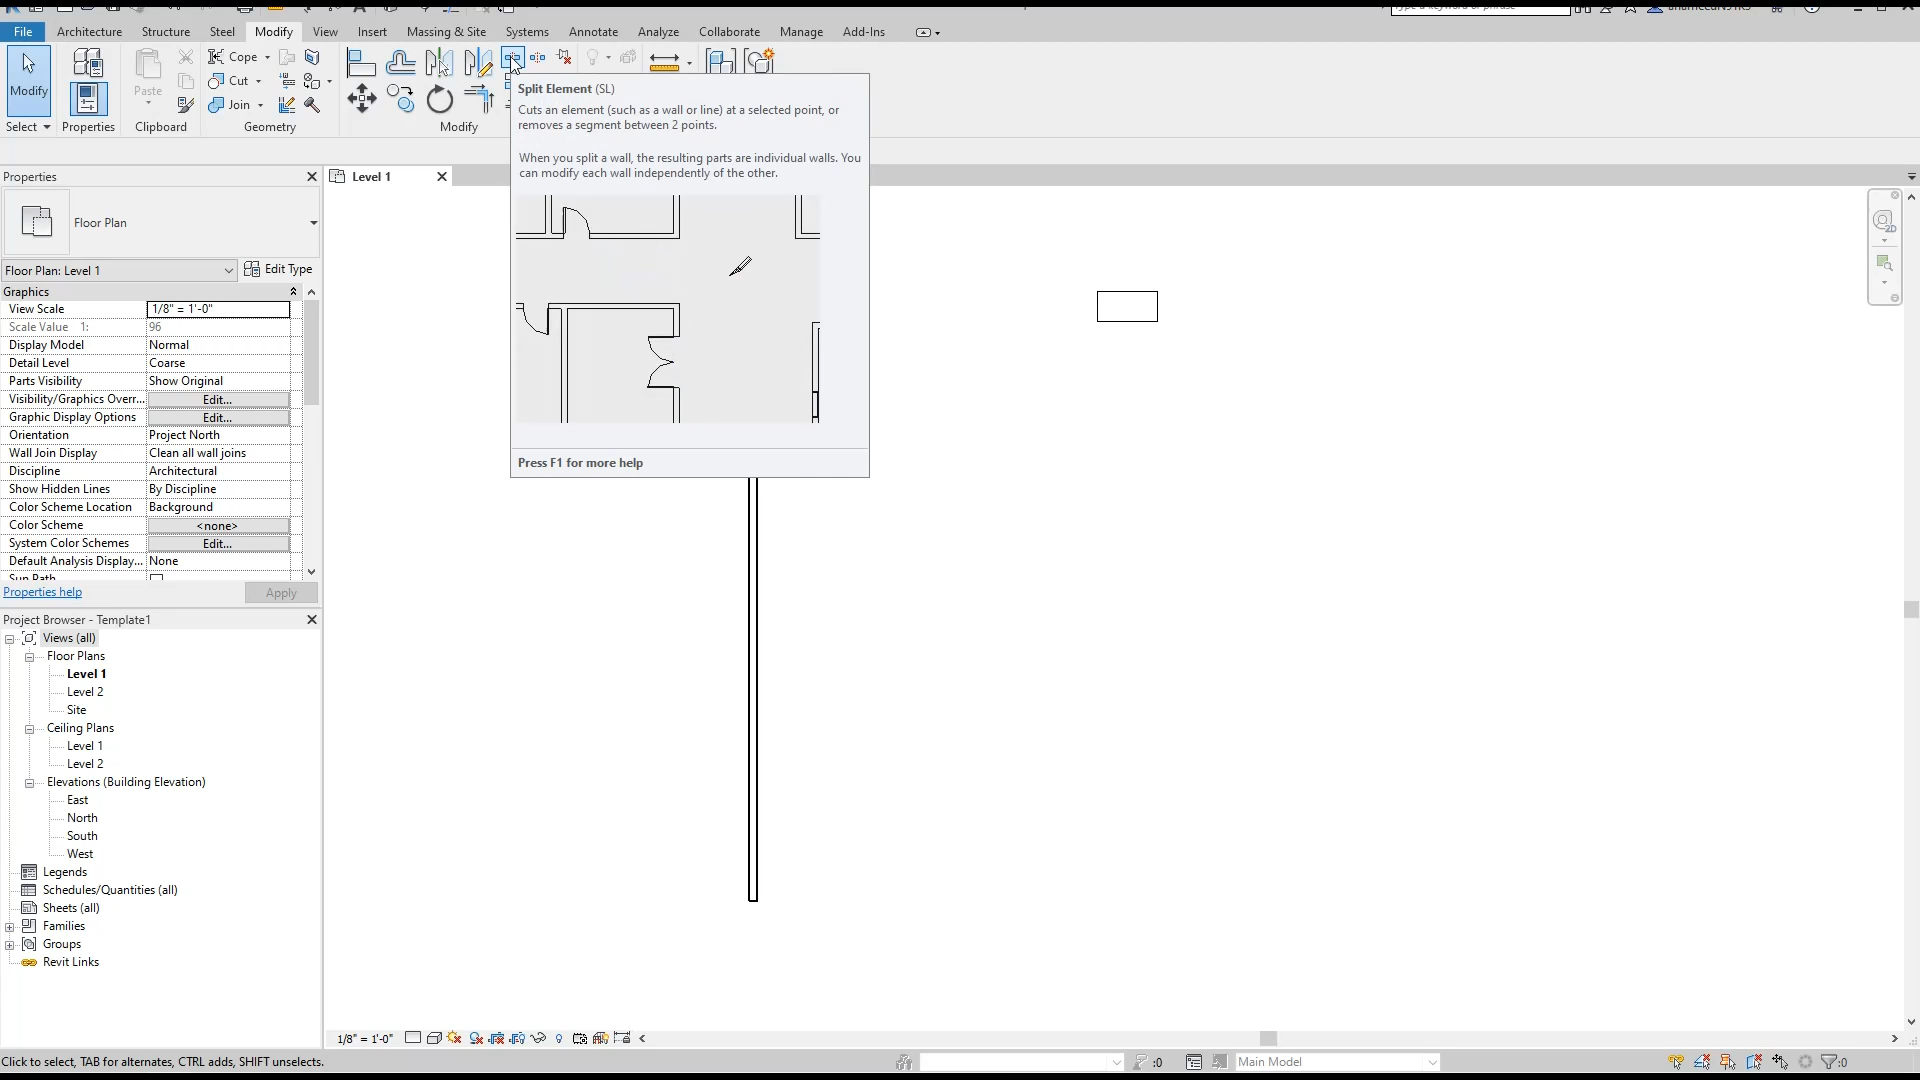 File Architecture Structure Steel Modify View Insert Massing & Site Systems Annotate Analyze Collaborate Manage Add-Ins
Modify
Paste
Cope
Cut
Join
Select
Properties
Clipboard
Geometry
Modify
Split Element (SL)
Cuts an element (such as a wall or line) at a selected point, or
removes a segment between 2 points.
When you split a wall, the resulting parts are individual walls. You
can modify each wall independently of the other.
Press F1 for more help
Properties
Level 1
2D
Floor Plan
Floor Plan: Level 1
Edit Type
Graphics
View Scale 1/8" = 1'-0"
Scale Value 1: 96
Display Model Normal
Detail Level Coarse
Parts Visibility Show Original
Visibility/Graphics Overr... Edit...
Graphic Display Options Edit...
Orientation Project North
Wall Join Display Clean all wall joins
Discipline Architectural
Show Hidden Lines By Discipline
Color Scheme Location Background
Color Scheme <none>
System Color Schemes Edit...
Default Analysis Display... None
Sun Path
Properties help
Apply
Project Browser - Template1
Views (all)
Floor Plans
Level 1
Level 2
Site
Ceiling Plans
Level 1
Level 2
Elevations (Building Elevation)
East
North
South
West
Legends
Schedules/Quantities (all)
Sheets (all)
Families
Groups
Revit Links
1/8" = 1'-0"
Click to select, TAB for alternates, CTRL adds, SHIFT unselects.
:0
Main Model
:0